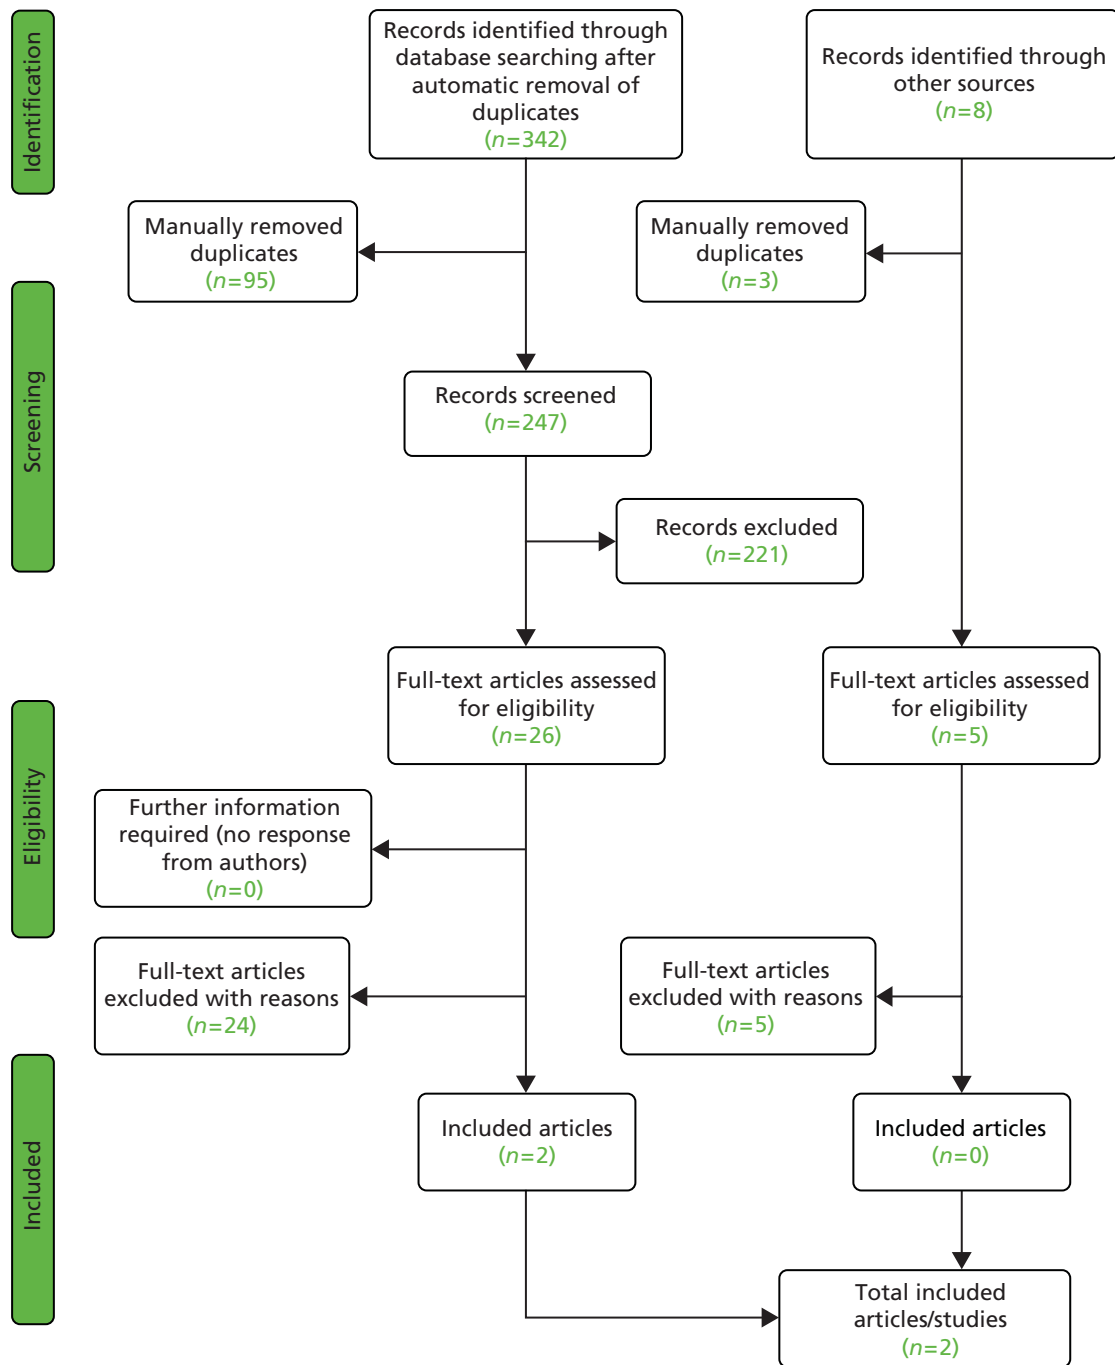 Identification
Records identified through
database searching after
automatic removal of
duplicates
(n=342)
Records identified through
other sources
(n=8)
Manually removed
duplicates
(n=95)
Manually removed
duplicates
(n=3)
Screening
Records screened
(n=247)
Records excluded
(n=221)
Eligibility
Full-text articles assessed
for eligibility
(n=26)
Full-text articles assessed
for eligibility
(n=5)
Further information
required (no response
from authors)
(n=0)
Full-text articles
excluded with reasons
(n=24)
Full-text articles
excluded with reasons
(n=5)
Included
Included articles
(n=2)
Included articles
(n=0)
Total included
articles/studies
(n=2)